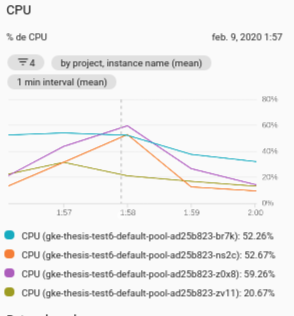 CPU
% de CPU
feb. 9, 2020 1:57
4
by project, instance name (mean)
1 min interval (mean)
80%
60%
40%
20%
0%
1:57
1:58
1:59
2:00
CPU (gke-thesis-test6-default-pool-ad25b823-br7k): 52.26%
CPU (gke-thesis-test6-default-pool-ad25b823-ns2c): 52.67%
CPU (gke-thesis-test6-default-pool-ad25b823-z0x8): 59.26%
CPU (gke-thesis-test6-default-pool-ad25b823-zv11): 20.67%